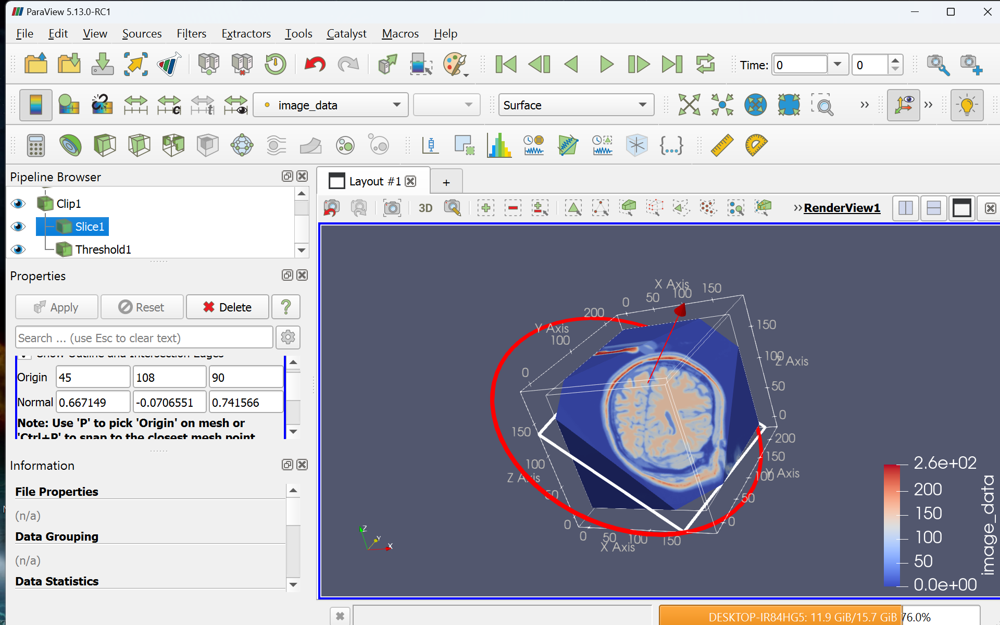 ParaView 5.13.0-RC1
File Edit View Sources Filters Extractors Tools Catalyst Macros Help
Time: 0 0
image_data Surface
Pipeline Browser
Clip1
Slice1
Threshold1
Properties
Apply Reset Delete ?
Search ... (use Esc to clear text)
Show Outline and Intersection Edges
Origin 45 108 90
Normal 0.667149 -0.0706551 0.741566
Note: Use 'P' to pick 'Origin' on mesh or
'Ctrl+P' to snap to the closest mesh point
Information
File Properties
(n/a)
Data Grouping
(n/a)
Data Statistics
Layout #1 +
3D RenderView1
X Axis
0 50 100 150
200
Y Axis
100
0
150
100
Z Axis
50
0
150
100
Z Axis
50
0
200
150
100
Y Axis
50
0
0 50 100 150
X Axis
Z
Y
X
2.6e+02
200
150
100
50
0.0e+00
image_data
DESKTOP-IR84HG5: 11.9 GiB/15.7 GiB 76.0%